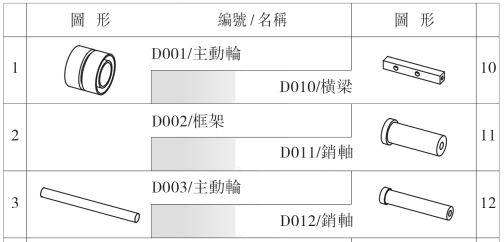 圖 形 編號/名稱 圖 形
1 D001/主動輪
D010/橫梁 10
2 D002/框架
D011/銷軸 11
3 D003/主動輪
D012/銷軸 12